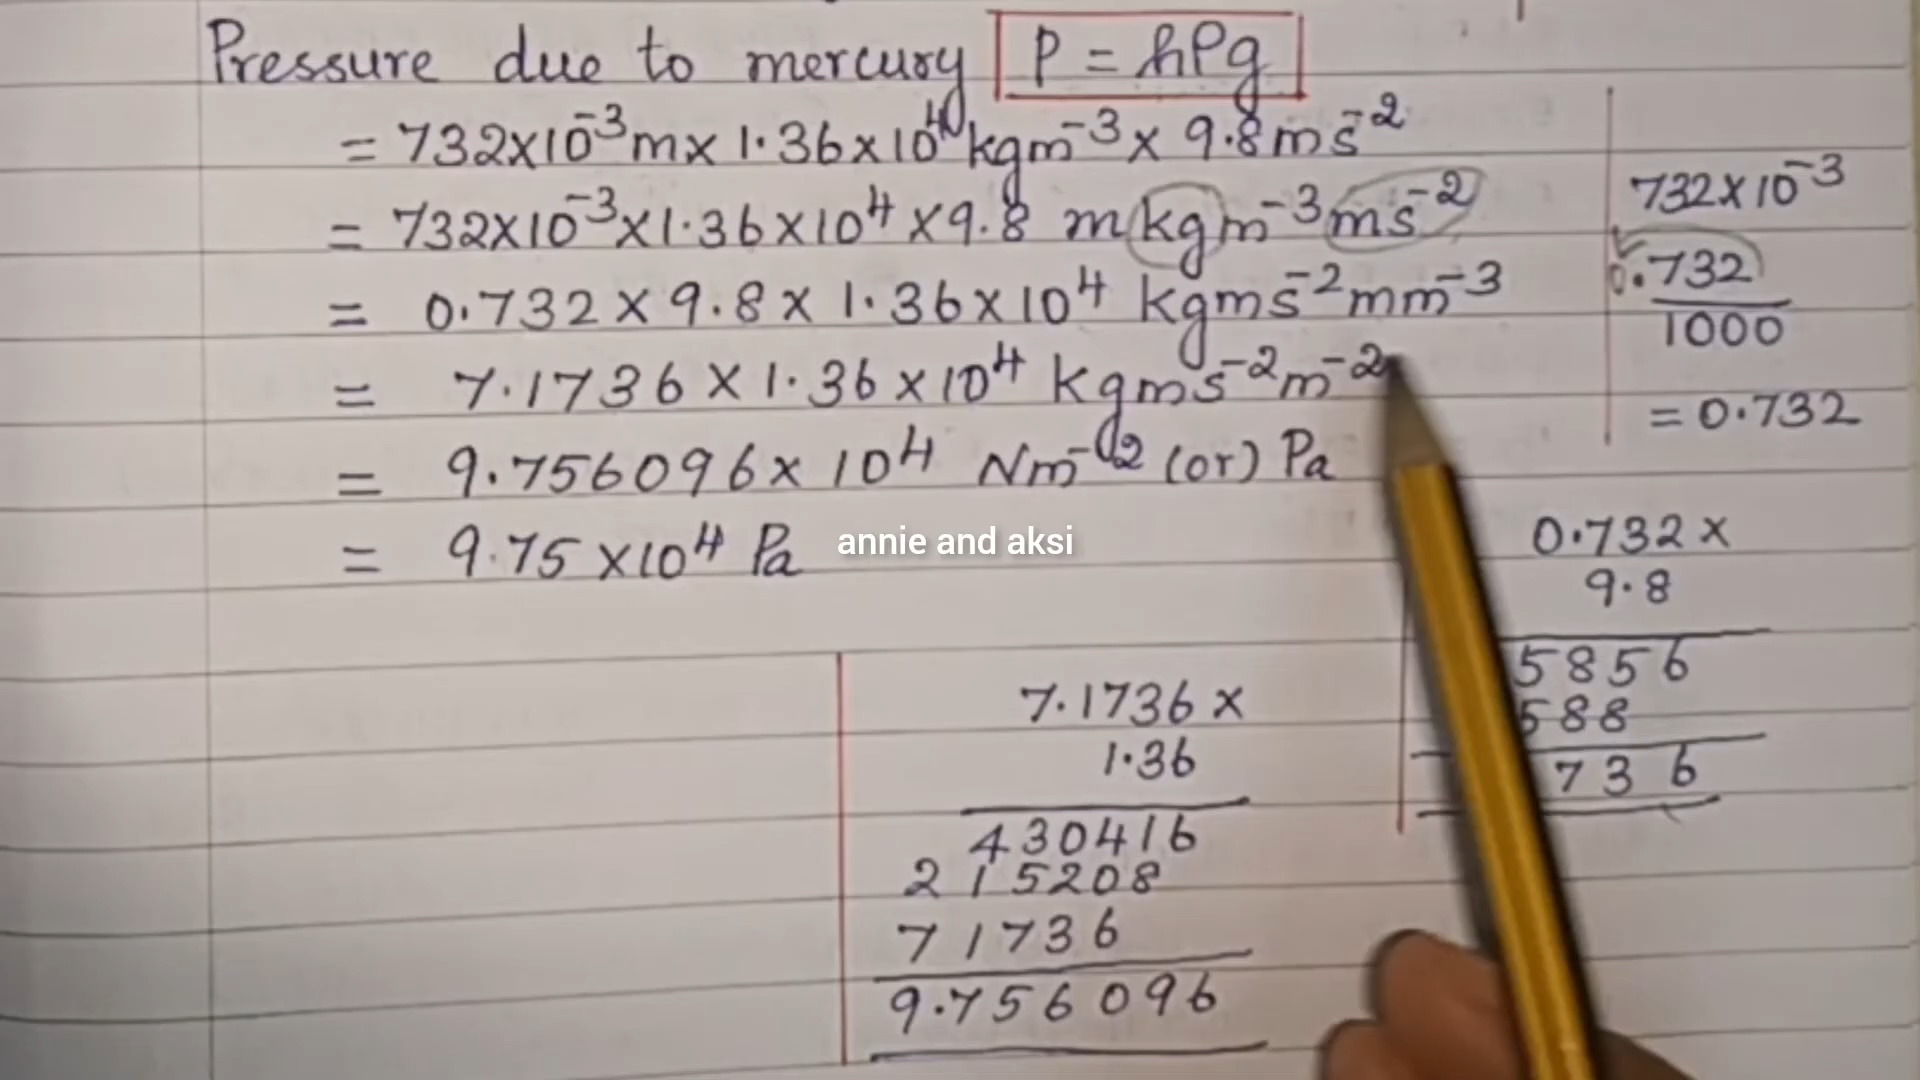 Pressure due to mercury P = hρg
= 732×10⁻³m× 1.36×10⁴kgm⁻³× 9.8ms⁻²
= 732×10⁻³×1.36×10⁴×9.8 mkgm⁻³ms⁻²
= 0.732×9.8×1.36×10⁴ kgms⁻²mm⁻³
= 7.1736×1.36×10⁴ kgms⁻²m⁻²
= 9.756096×10⁴ Nm⁻² (or) Pa
= 9.75×10⁴ Pa
annie and aksi
732×10⁻³
0.732
1000
= 0.732
0.732×
9.8
5856
588
736
7.1736×
1.36
430416
215208
71736
9.756096